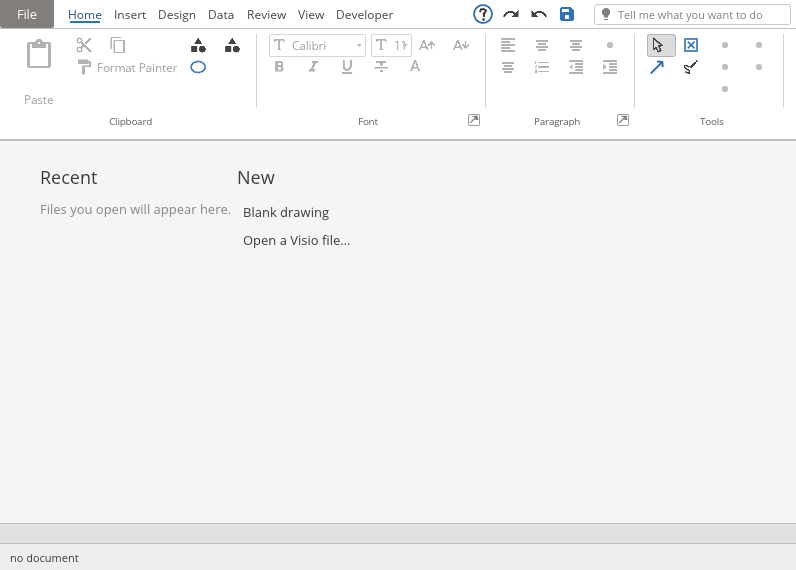 File Home Insert Design Data Review View Developer Tell me what you want to do
Calibri 11
Format Painter B I U A
Paste
Clipboard Font Paragraph Tools
Recent New
Files you open will appear here. Blank drawing
Open a Visio file...
no document